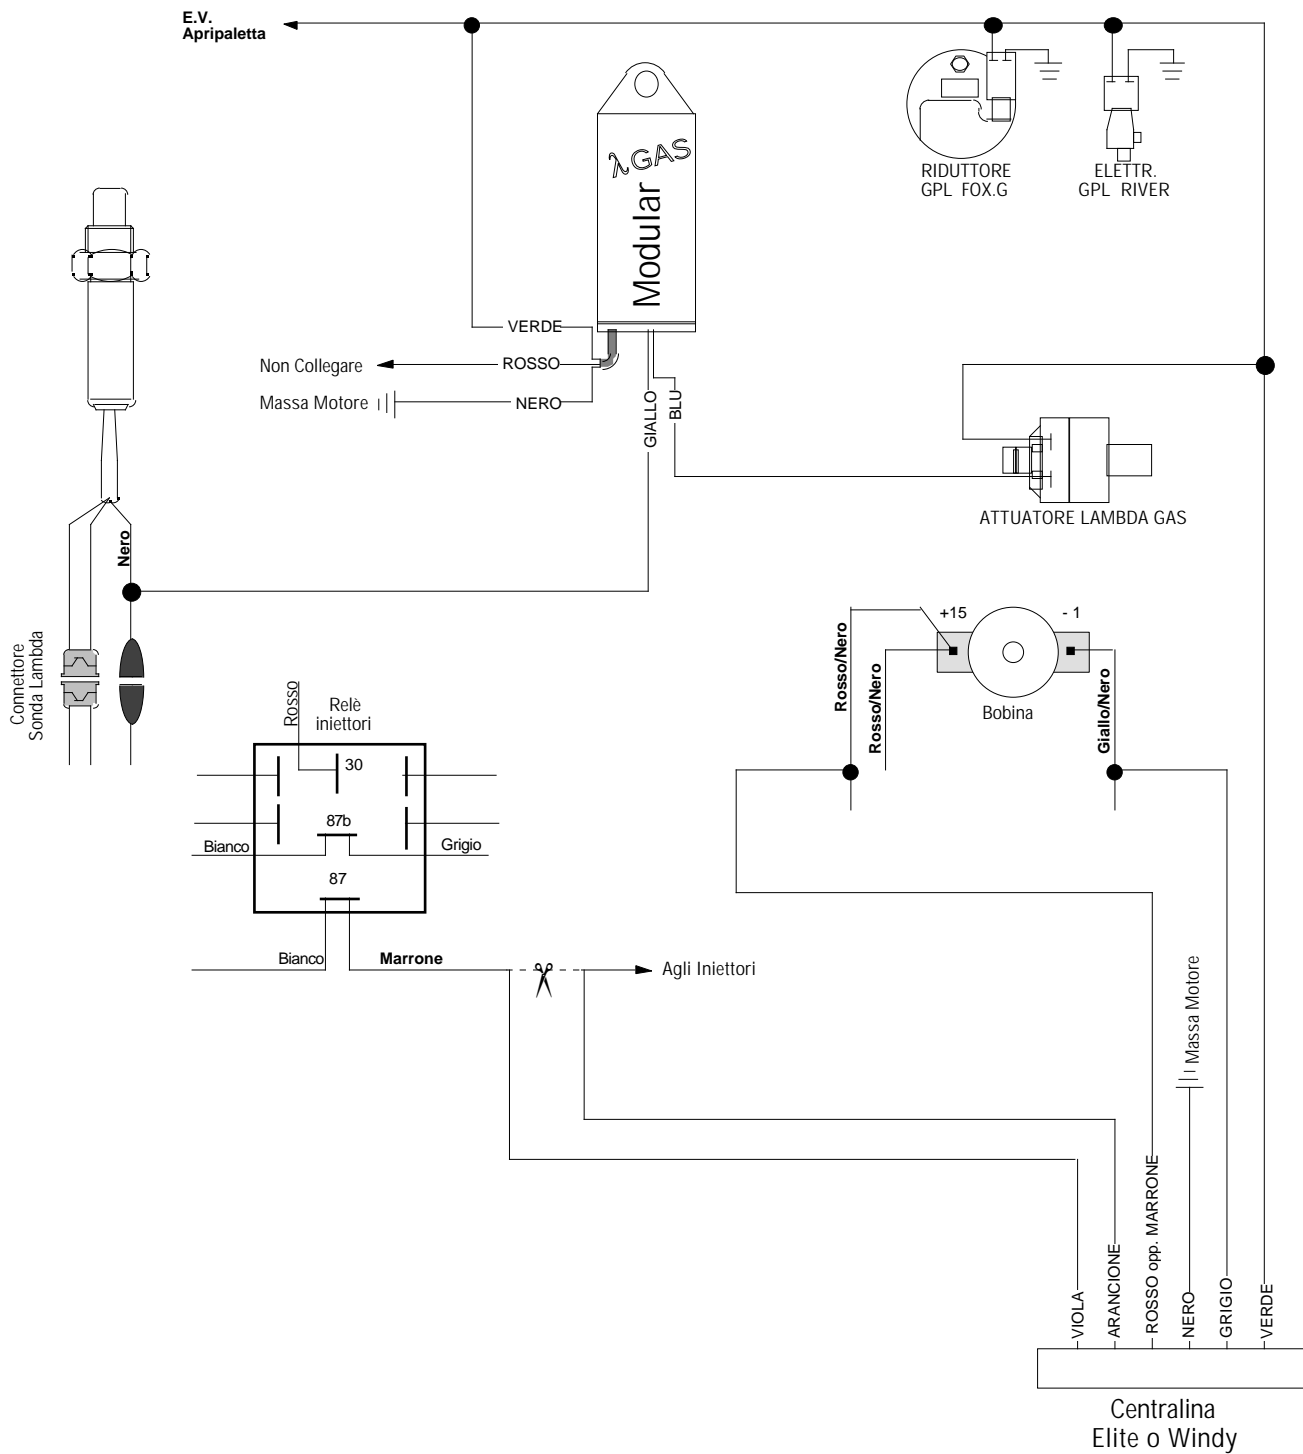 E.V.
Apripaletta
λ GAS
Modular
RIDUTTORE
GPL FOX.G
ELETTR.
GPL RIVER
VERDE
Non Collegare
ROSSO
Massa Motore
NERO
GIALLO
BLU
ATTUATORE LAMBDA GAS
Nero
Connettore
Sonda Lambda
+15
- 1
Rosso/Nero
Rosso/Nero
Giallo/Nero
Bobina
Rosso
Relè
iniettori
30
87b
Bianco
Grigio
87
Bianco
Marrone
Agli Iniettori
Massa Motore
VIOLA
ARANCIONE
ROSSO opp. MARRONE
NERO
GRIGIO
VERDE
Centralina
Elite o Windy